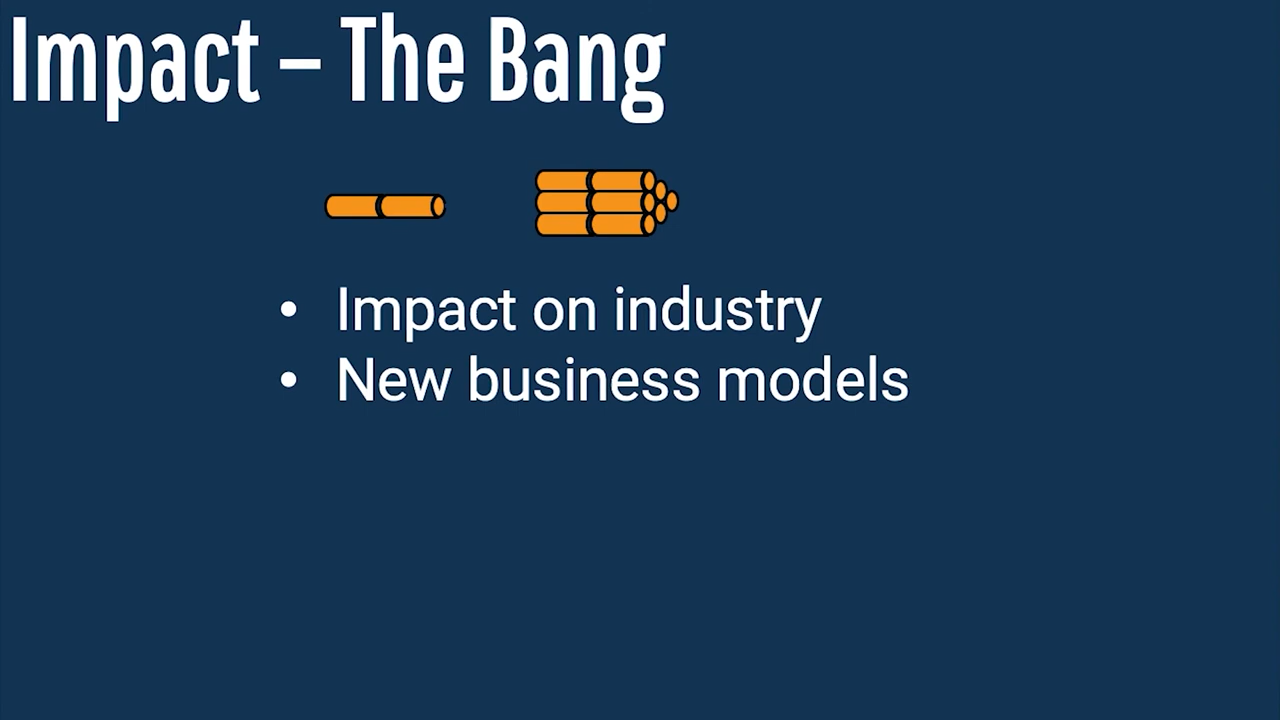 Impact – The Bang
• Impact on industry
• New business models